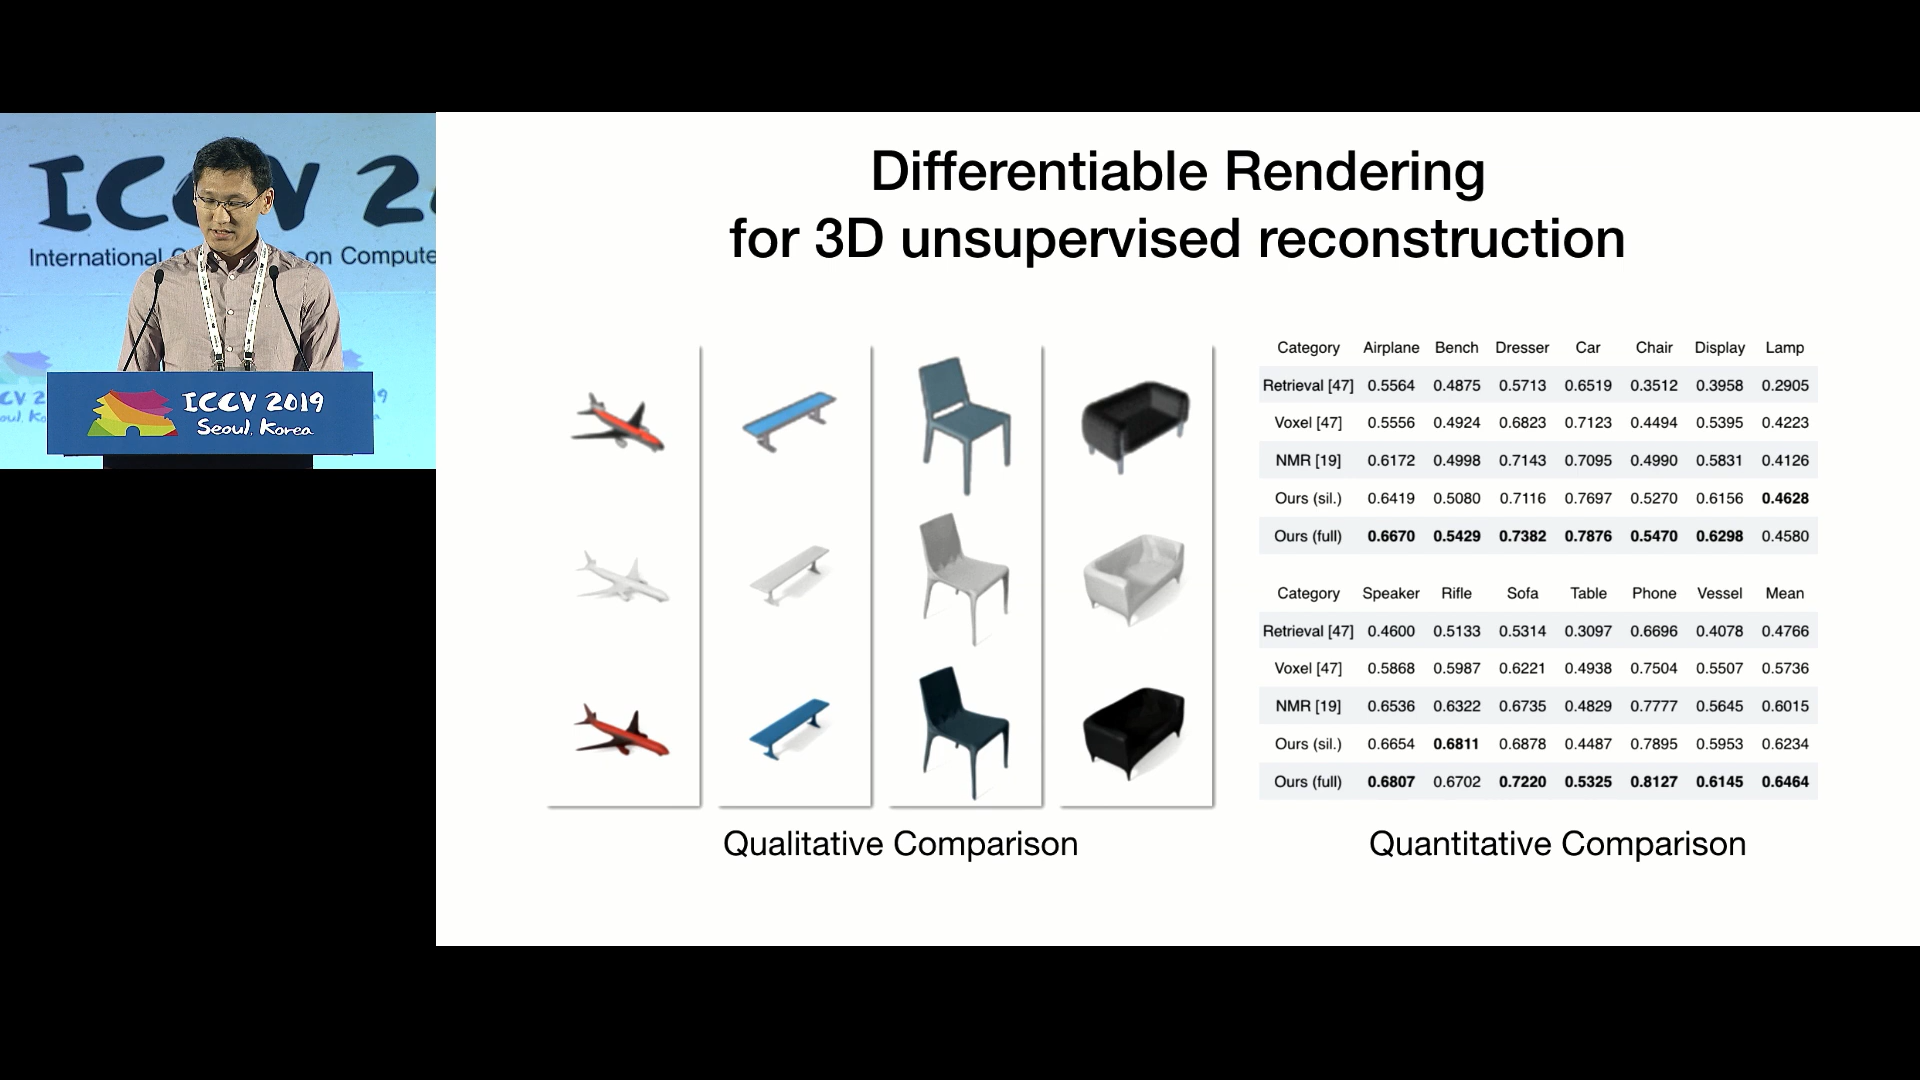 ICCV 2
International on Compute
ICCV 2019
Seoul, Korea
Differentiable Rendering
for 3D unsupervised reconstruction
Category Airplane Bench Dresser Car Chair Display Lamp
Retrieval [47] 0.5564 0.4875 0.5713 0.6519 0.3512 0.3958 0.2905
Voxel [47] 0.5556 0.4924 0.6823 0.7123 0.4494 0.5395 0.4223
NMR [19] 0.6172 0.4998 0.7143 0.7095 0.4990 0.5831 0.4126
Ours (sil.) 0.6419 0.5080 0.7116 0.7697 0.5270 0.6156 0.4628
Ours (full) 0.6670 0.5429 0.7382 0.7876 0.5470 0.6298 0.4580
Category Speaker Rifle Sofa Table Phone Vessel Mean
Retrieval [47] 0.4600 0.5133 0.5314 0.3097 0.6696 0.4078 0.4766
Voxel [47] 0.5868 0.5987 0.6221 0.4938 0.7504 0.5507 0.5736
NMR [19] 0.6536 0.6322 0.6735 0.4829 0.7777 0.5645 0.6015
Ours (sil.) 0.6654 0.6811 0.6878 0.4487 0.7895 0.5953 0.6234
Ours (full) 0.6807 0.6702 0.7220 0.5325 0.8127 0.6145 0.6464
Qualitative Comparison
Quantitative Comparison